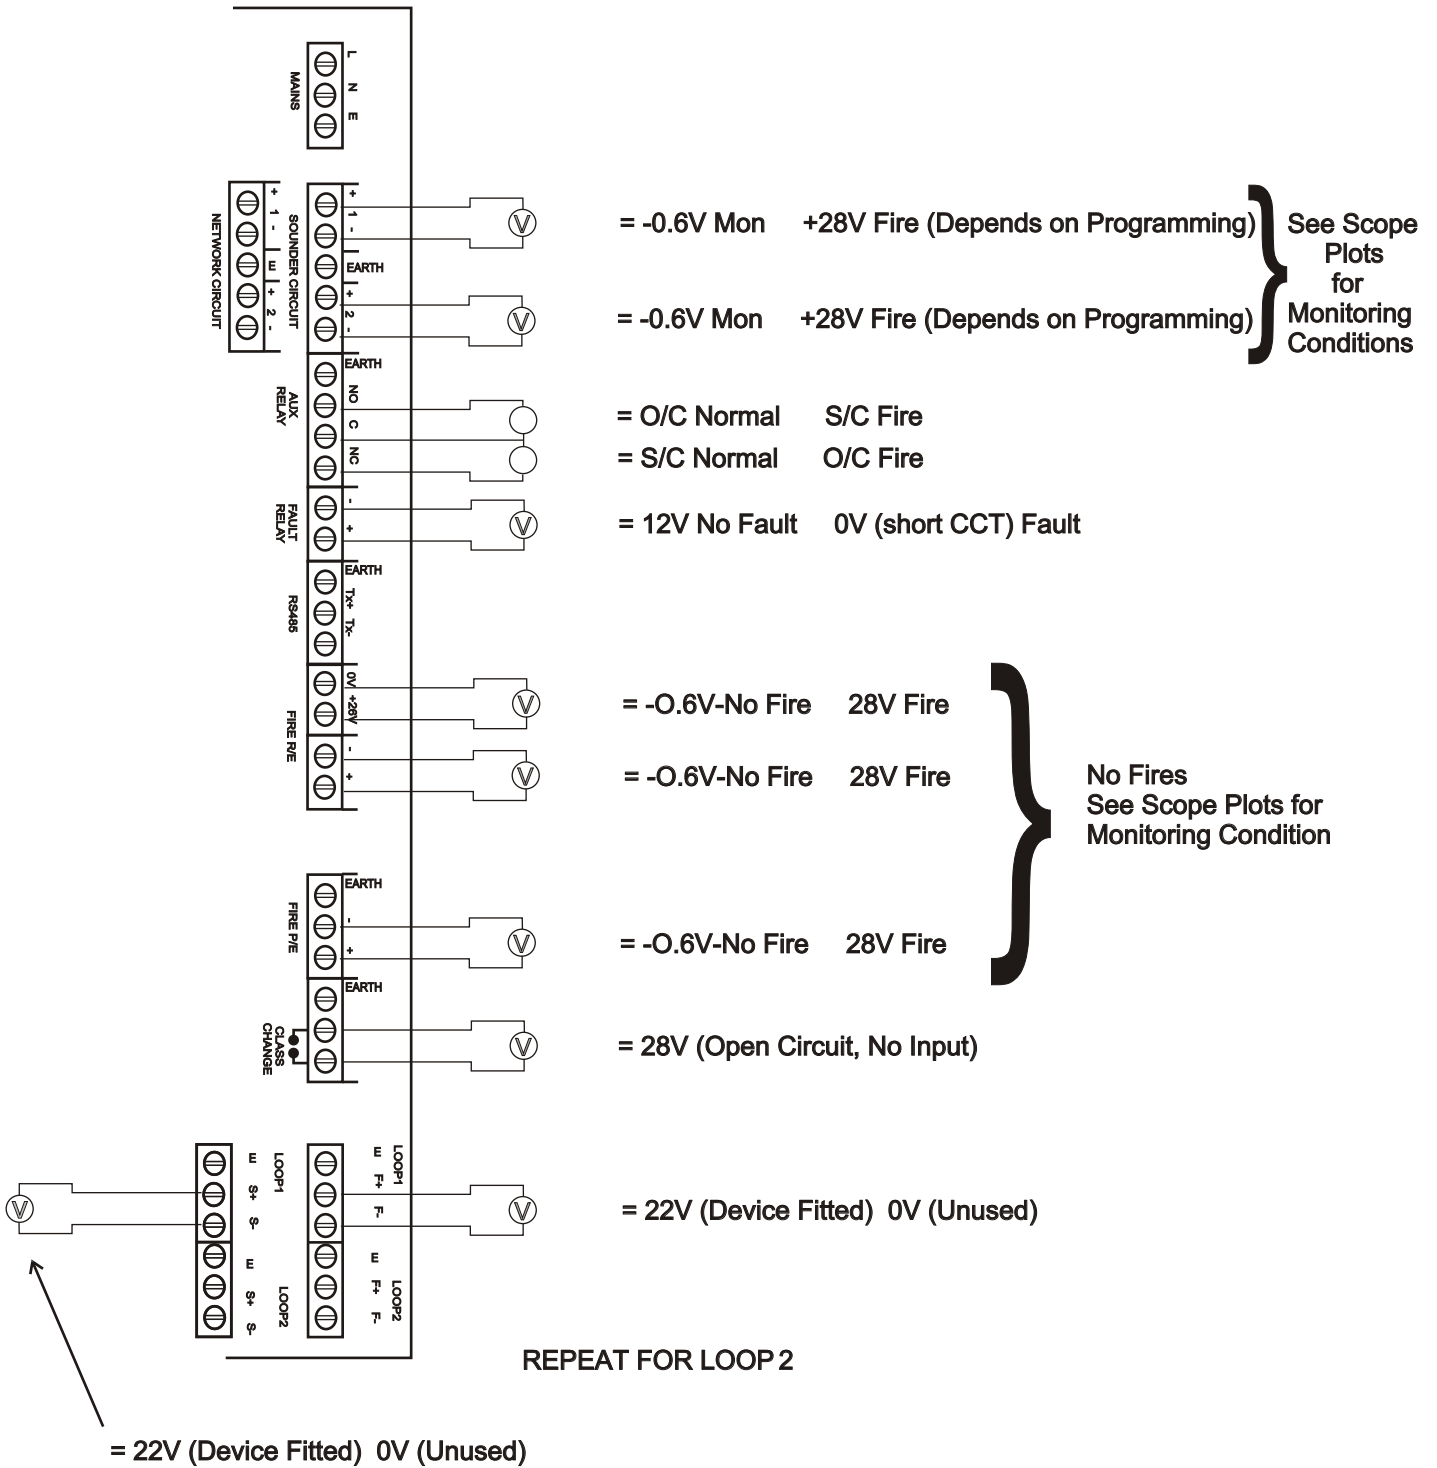 L
N
E
MAINS
+
1
-
E
+
2
-
NETWORK CIRCUIT
SOUNDER CIRCUIT
+
1
-
EARTH
+
2
-
= -0.6V Mon +28V Fire (Depends on Programming)
= -0.6V Mon +28V Fire (Depends on Programming)
See Scope
Plots
for
Monitoring
Conditions
V
V
EARTH
AUX
RELAY
NO
C
NC
= O/C Normal S/C Fire
= S/C Normal O/C Fire
FAULT
RELAY
-
+
V
= 12V No Fault 0V (short CCT) Fault
EARTH
RS485
Tx+
Tx-
0V
+28V
FIRE R/E
-
+
V
= -O.6V-No Fire 28V Fire
V
= -O.6V-No Fire 28V Fire
No Fires
See Scope Plots for
Monitoring Condition
EARTH
FIRE P/E
-
+
V
= -O.6V-No Fire 28V Fire
EARTH
CLASS
CHANGE
V
= 28V (Open Circuit, No Input)
E
S+
S-
LOOP1
E
F+
F-
LOOP1
V
V
= 22V (Device Fitted) 0V (Unused)
E
S+
S-
LOOP2
E
F+
F-
LOOP2
REPEAT FOR LOOP 2
= 22V (Device Fitted) 0V (Unused)